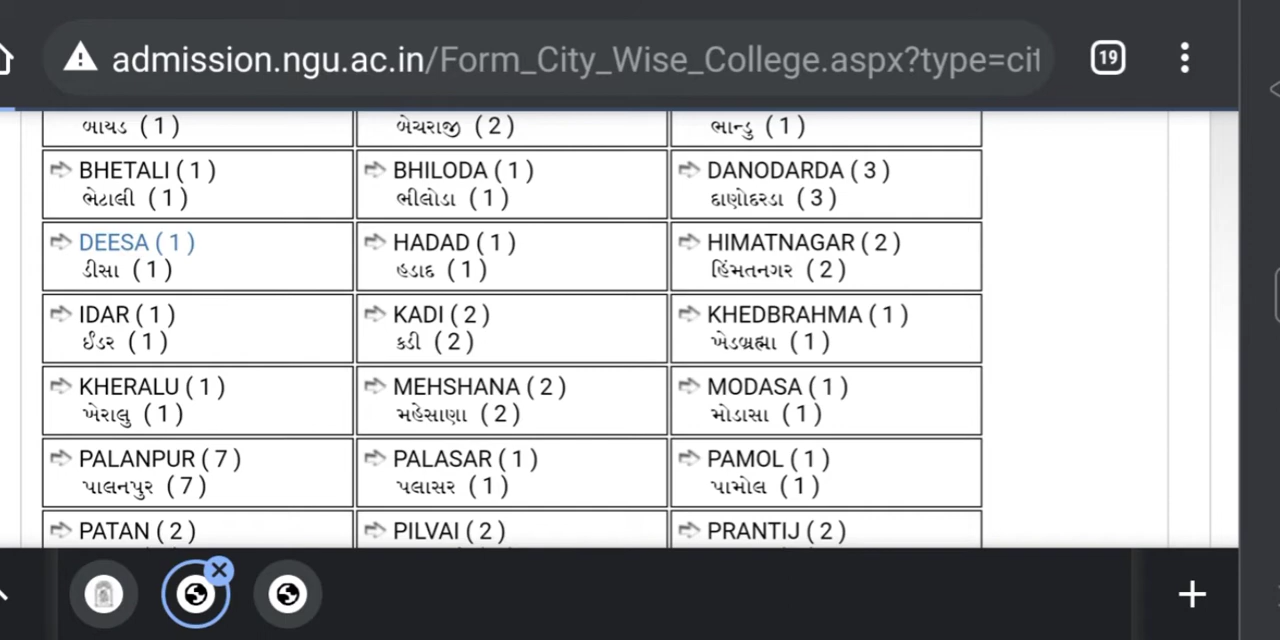 admission.ngu.ac.in/Form_City_Wise_College.aspx?type=cit
19
બાયડ ( 1 ) બેચરાજી ( 2 ) ભાન્ડુ ( 1 )
BHETALI ( 1 ) BHILODA ( 1 ) DANODARDA ( 3 )
ભેટાલી ( 1 ) ભીલોડા ( 1 ) દાણોદરડા ( 3 )
DEESA ( 1 ) HADAD ( 1 ) HIMATNAGAR ( 2 )
ડીસા ( 1 ) હડાદ ( 1 ) હિંમતનગર ( 2 )
IDAR ( 1 ) KADI ( 2 ) KHEDBRAHMA ( 1 )
ઈડર ( 1 ) કડી ( 2 ) ખેડબ્રહ્મા ( 1 )
KHERALU ( 1 ) MEHSHANA ( 2 ) MODASA ( 1 )
ખેરાલુ ( 1 ) મહેસાણા ( 2 ) મોડાસા ( 1 )
PALANPUR ( 7 ) PALASAR ( 1 ) PAMOL ( 1 )
પાલનપુર ( 7 ) પલાસર ( 1 ) પામોલ ( 1 )
PATAN ( 2 ) PILVAI ( 2 ) PRANTIJ ( 2 )